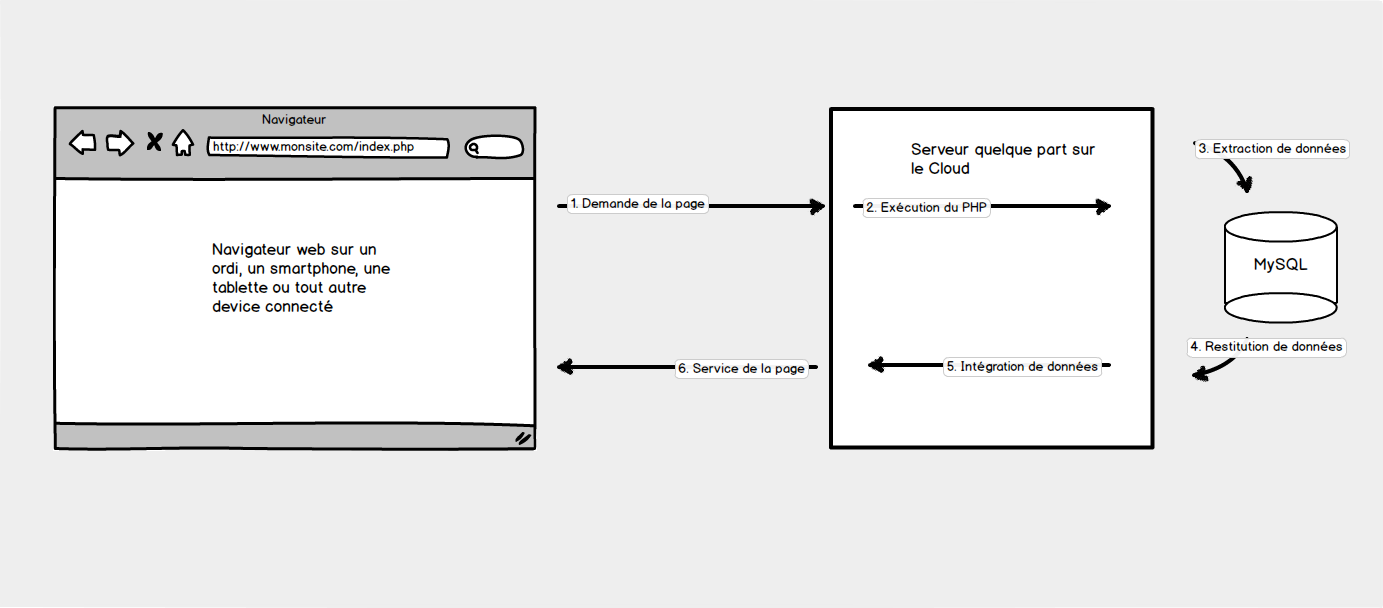 Navigateur
http://www.monsite.com/index.php
Navigateur web sur un
ordi, un smartphone, une
tablette ou tout autre
device connecté
1. Demande de la page
6. Service de la page
Serveur quelque part sur
le Cloud
2. Exécution du PHP
5. Intégration de données
3. Extraction de données
MySQL
4. Restitution de données